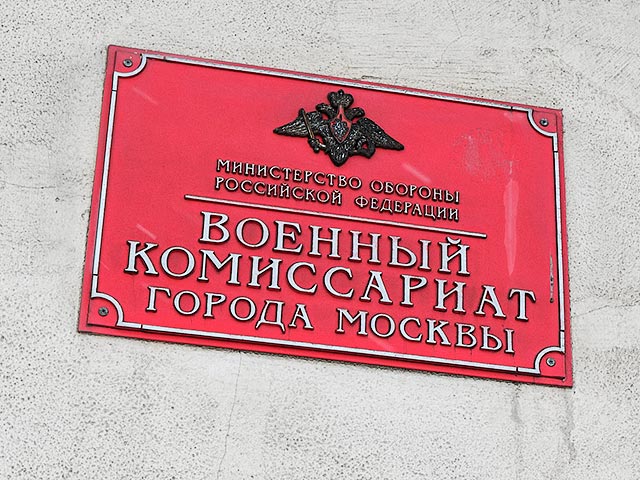 МИНИСТЕРСТВО ОБОРОНЫ
РОССИЙСКОЙ ФЕДЕРАЦИИ
ВОЕННЫЙ
КОМИССАРИАТ
ГОРОДА МОСКВЫ